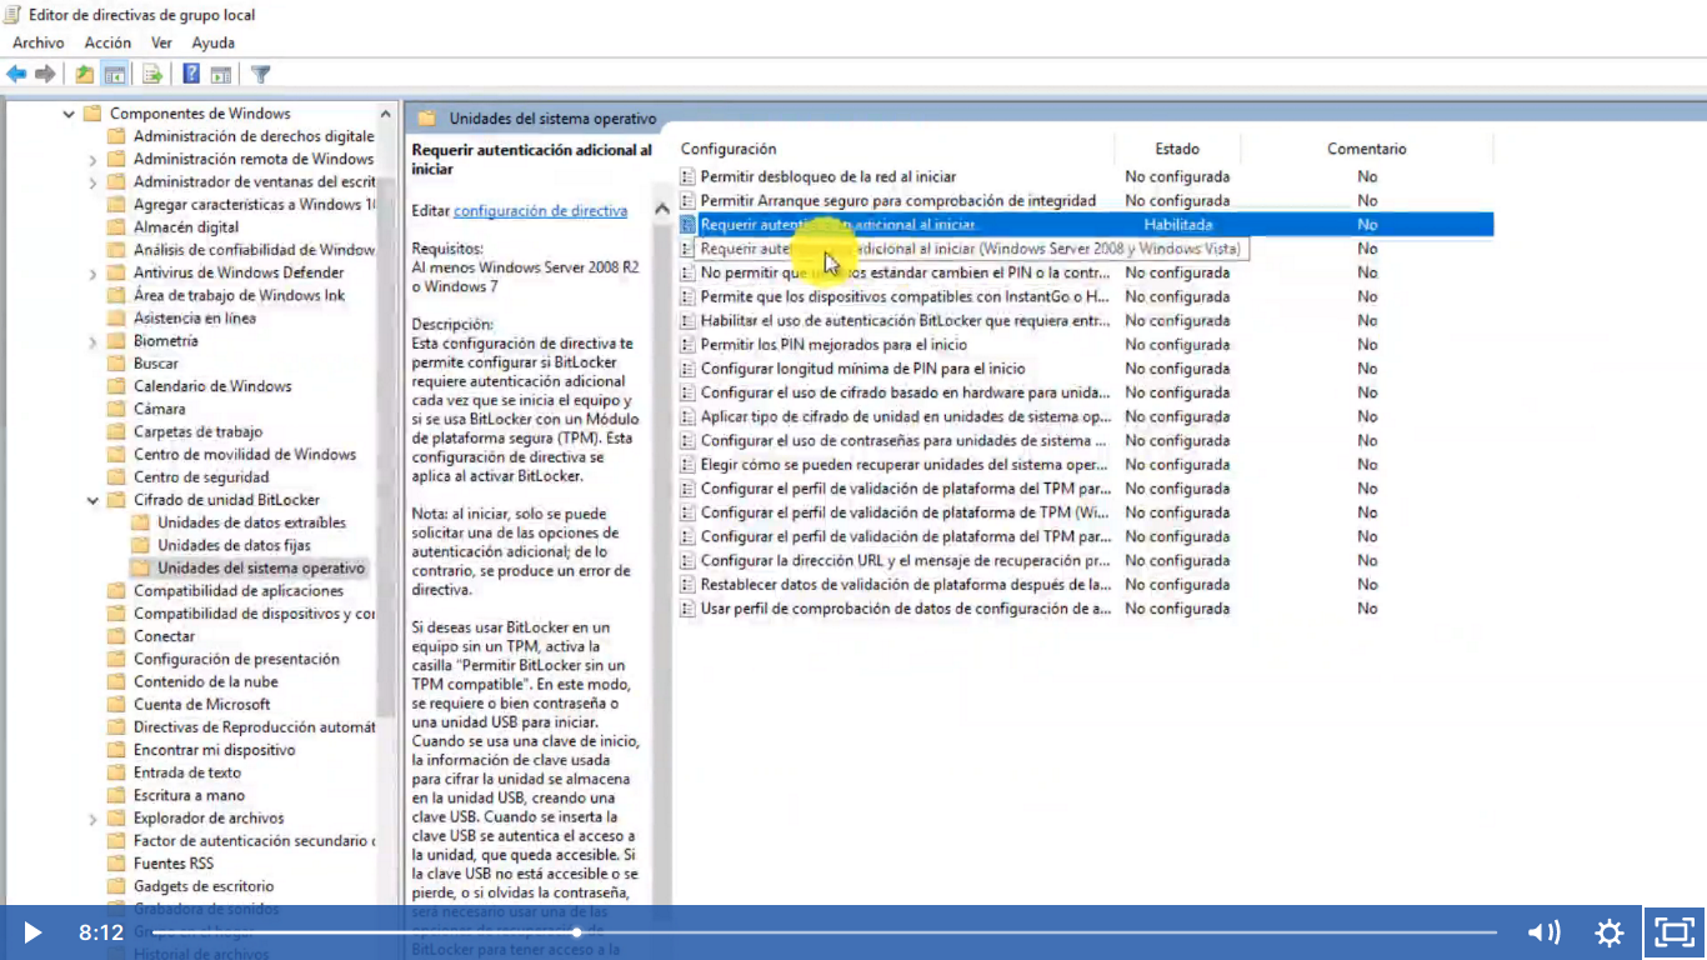 Editor de directivas de grupo local
Archivo Acción Ver Ayuda
Componentes de Windows
Administración de derechos digitale
Administración remota de Windows
Administrador de ventanas del escrit
Agregar características a Windows 1
Almacén digital
Análisis de confiabilidad de Window
Antivirus de Windows Defender
Área de trabajo de Windows Ink
Asistencia en línea
Biometría
Buscar
Calendario de Windows
Cámara
Carpetas de trabajo
Centro de movilidad de Windows
Centro de seguridad
Cifrado de unidad BitLocker
Unidades de datos extraíbles
Unidades de datos fijas
Unidades del sistema operativo
Compatibilidad de aplicaciones
Compatibilidad de dispositivos y cor
Conectar
Configuración de presentación
Contenido de la nube
Cuenta de Microsoft
Directivas de Reproducción automát
Encontrar mi dispositivo
Entrada de texto
Escritura a mano
Explorador de archivos
Factor de autenticación secundario
Fuentes RSS
Gadgets de escritorio
Grabadora de sonidos
Grupo en el hogar
Historial de archivos
Unidades del sistema operativo
Requerir autenticación adicional al
iniciar
Editar configuración de directiva
Requisitos:
Al menos Windows Server 2008 R2
o Windows 7
Descripción:
Esta configuración de directiva te
permite configurar si BitLocker
requiere autenticación adicional
cada vez que se inicia el equipo y
si se usa BitLocker con un Módulo
de plataforma segura (TPM). Esta
configuración de directiva se
aplica al activar BitLocker.
Nota: al iniciar, solo se puede
solicitar una de las opciones de
autenticación adicional; de lo
contrario, se produce un error de
directiva.
Si deseas usar BitLocker en un
equipo sin un TPM, activa la
casilla "Permitir BitLocker sin un
TPM compatible". En este modo,
se requiere o bien contraseña o
una unidad USB para iniciar.
Cuando se usa una clave de inicio,
la información de clave usada
para cifrar la unidad se almacena
en la unidad USB, creando una
clave USB. Cuando se inserta la
clave USB se autentica el acceso a
la unidad, que queda accesible. Si
la clave USB no está accesible o se
pierde, o si olvidas la contraseña,
será necesario usar una de las
opciones de recuperación de
BitLocker para tener acceso a la
Configuración Estado Comentario
Permitir desbloqueo de la red al iniciar No configurada No
Permitir Arranque seguro para comprobación de integridad No configurada No
Requerir autenti n adicional al iniciar Habilitada No
Requerir aute adicional al iniciar (Windows Server 2008 y Windows Vista) No
No permitir que os estándar cambien el PIN o la contr... No configurada No
Permite que los dispositivos compatibles con InstantGo o H... No configurada No
Habilitar el uso de autenticación BitLocker que requiera entr... No configurada No
Permitir los PIN mejorados para el inicio No configurada No
Configurar longitud mínima de PIN para el inicio No configurada No
Configurar el uso de cifrado basado en hardware para unida... No configurada No
Aplicar tipo de cifrado de unidad en unidades de sistema op... No configurada No
Configurar el uso de contraseñas para unidades de sistema ... No configurada No
Elegir cómo se pueden recuperar unidades del sistema oper... No configurada No
Configurar el perfil de validación de plataforma del TPM par... No configurada No
Configurar el perfil de validación de plataforma de TPM (Wi... No configurada No
Configurar el perfil de validación de plataforma del TPM par... No configurada No
Configurar la dirección URL y el mensaje de recuperación pr... No configurada No
Restablecer datos de validación de plataforma después de la... No configurada No
Usar perfil de comprobación de datos de configuración de a... No configurada No
8:12